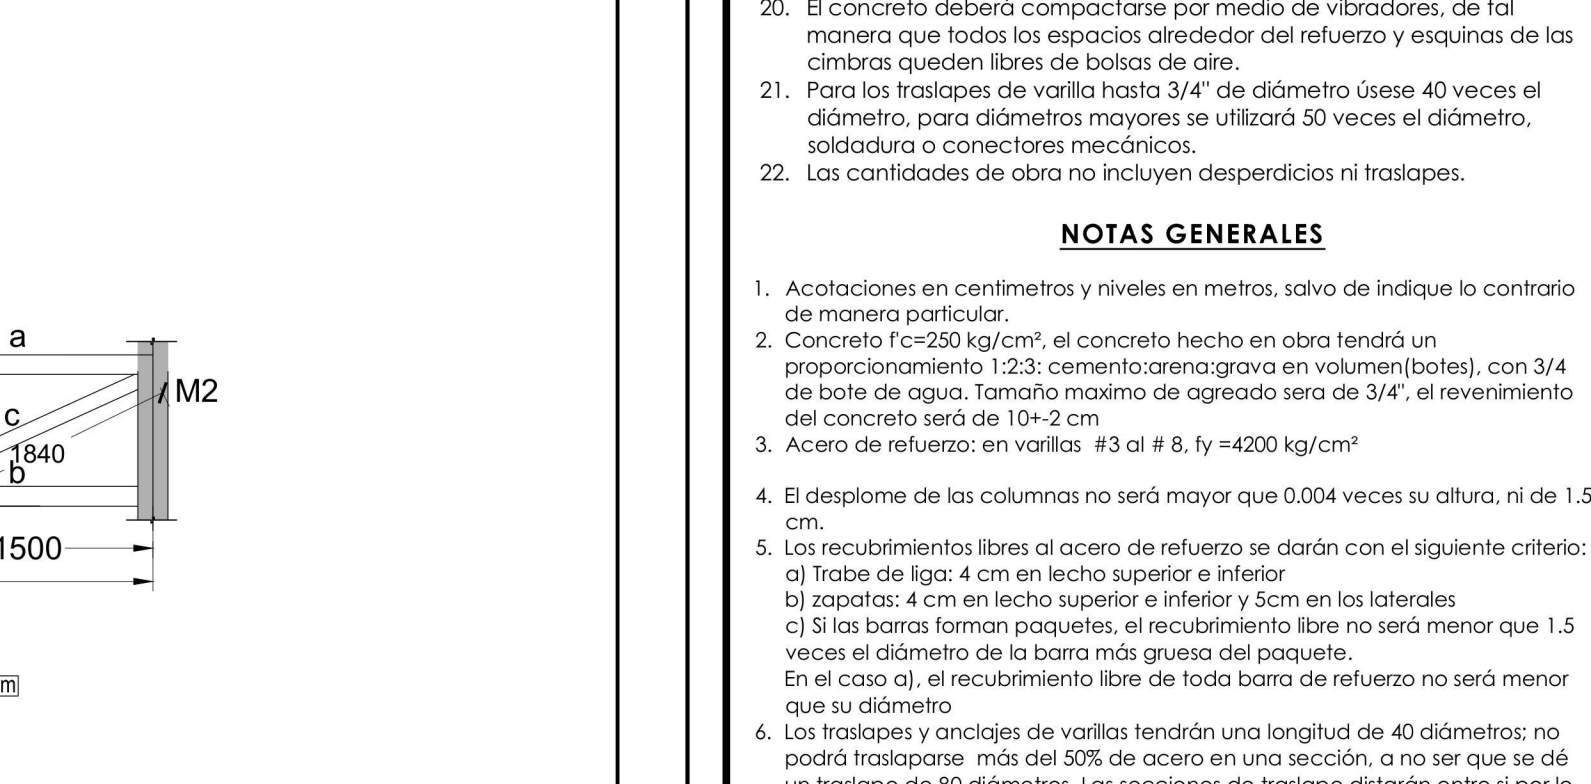 a
c
1840
b
M2
1500
m
20. El concreto deberá compactarse por medio de vibradores, de tal
manera que todos los espacios alrededor del refuerzo y esquinas de las
cimbras queden libres de bolsas de aire.
21. Para los traslapes de varilla hasta 3/4" de diámetro úsese 40 veces el
diámetro, para diámetros mayores se utilizará 50 veces el diámetro,
soldadura o conectores mecánicos.
22. Las cantidades de obra no incluyen desperdicios ni traslapes.
NOTAS GENERALES
1. Acotaciones en centimetros y niveles en metros, salvo de indique lo contrario
de manera particular.
2. Concreto f'c=250 kg/cm², el concreto hecho en obra tendrá un
proporcionamiento 1:2:3: cemento:arena:grava en volumen(botes), con 3/4
de bote de agua. Tamaño maximo de agreado sera de 3/4", el revenimiento
del concreto será de 10+-2 cm
3. Acero de refuerzo: en varillas #3 al # 8, fy =4200 kg/cm²
4. El desplome de las columnas no será mayor que 0.004 veces su altura, ni de 1.5
cm.
5. Los recubrimientos libres al acero de refuerzo se darán con el siguiente criterio:
a) Trabe de liga: 4 cm en lecho superior e inferior
b) zapatas: 4 cm en lecho superior e inferior y 5cm en los laterales
c) Si las barras forman paquetes, el recubrimiento libre no será menor que 1.5
veces el diámetro de la barra más gruesa del paquete.
En el caso a), el recubrimiento libre de toda barra de refuerzo no será menor
que su diámetro
6. Los traslapes y anclajes de varillas tendrán una longitud de 40 diámetros; no
podrá traslaparse más del 50% de acero en una sección, a no ser que se dé
un traslape de 80 diámetros. Las secciones de traslape distarán entre si por lo